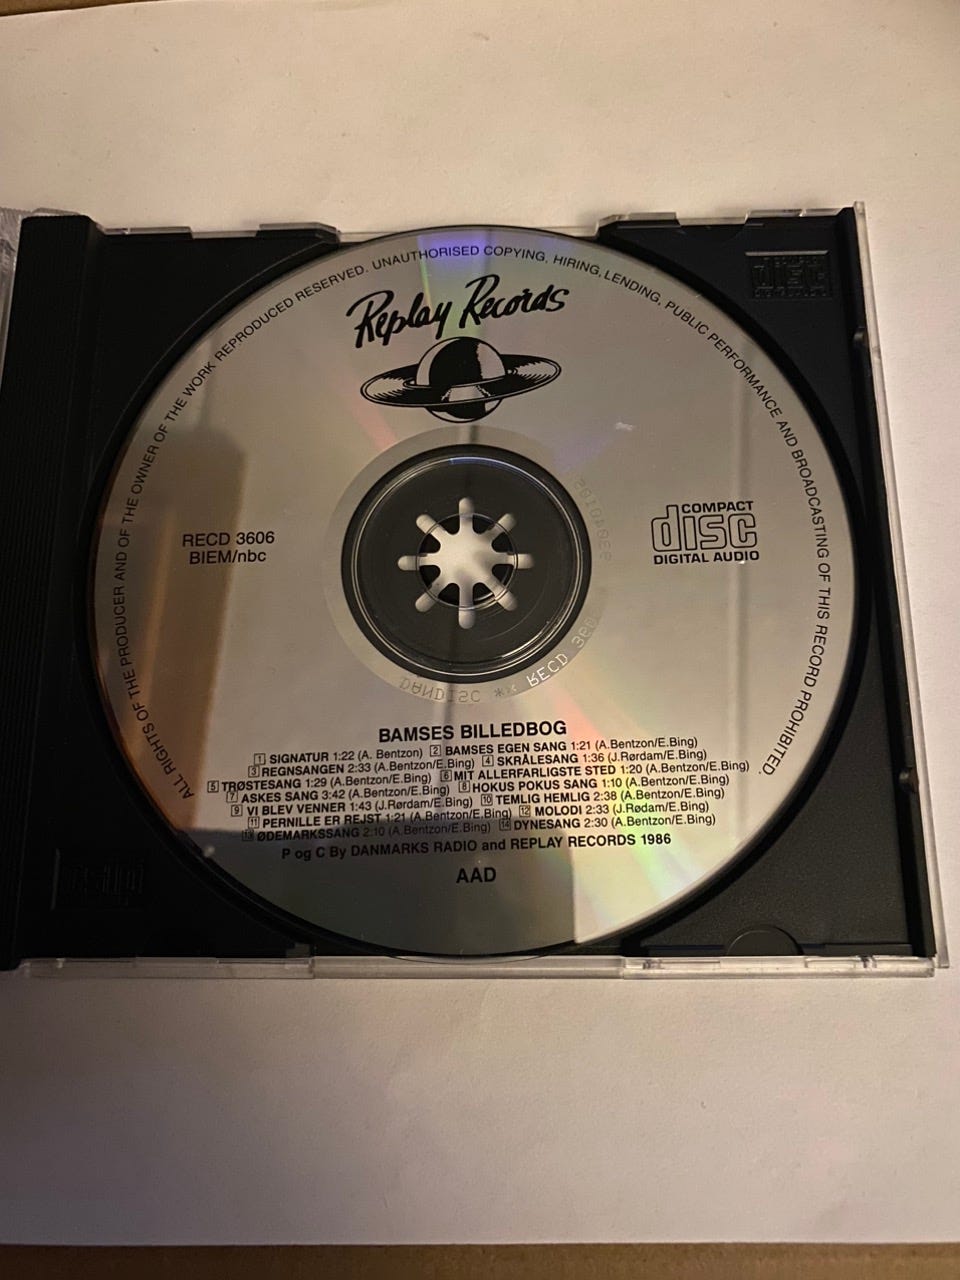 ALL RIGHTS OF THE PRODUCER AND OF THE OWNER OF THE WORK REPRODUCED RESERVED. UNAUTHORISED COPYING, HIRING, LENDING, PUBLIC PERFORMANCE AND BROADCASTING OF THIS RECORD PROHIBITED.
Replay Records
COMPACT
disc
DIGITAL AUDIO
RECD 3606
BIEM/ncb
DANDISC ** RECD 360
BAMSES BILLEDBOG
1 SIGNATUR 1:22 (A. Bentzon) 2 BAMSES EGEN SANG 1:21 (A.Bentzon/E.Bing)
3 REGNSANGEN 2:33 (A.Bentzon/E.Bing) 4 SKRÅLESANG 1:36 (J.Rørdam/E.Bing)
5 TRØSTESANG 1:29 (A.Bentzon/E.Bing) 6 MIT ALLERFARLIGSTE STED 1:20 (A.Bentzon/E.Bing)
7 ASKES SANG 3:42 (A.Bentzon/E.Bing) 8 HOKUS POKUS SANG 1:10 (A.Bentzon/E.Bing)
9 VI BLEV VENNER 1:43 (J.Rørdam/E.Bing) 10 TEMLIG HEMLIG 2:38 (A.Bentzon/E.Bing)
11 PERNILLE ER REJST 1:21 (A.Bentzon/E.Bing) 12 MOLODI 2:33 (J.Rødam/E.Bing)
13 ØDEMARKSSANG 2:10 (A.Bentzon/E.Bing) 14 DYNESANG 2:30 (A.Bentzon/E.Bing)
P og C By DANMARKS RADIO and REPLAY RECORDS 1986
AAD